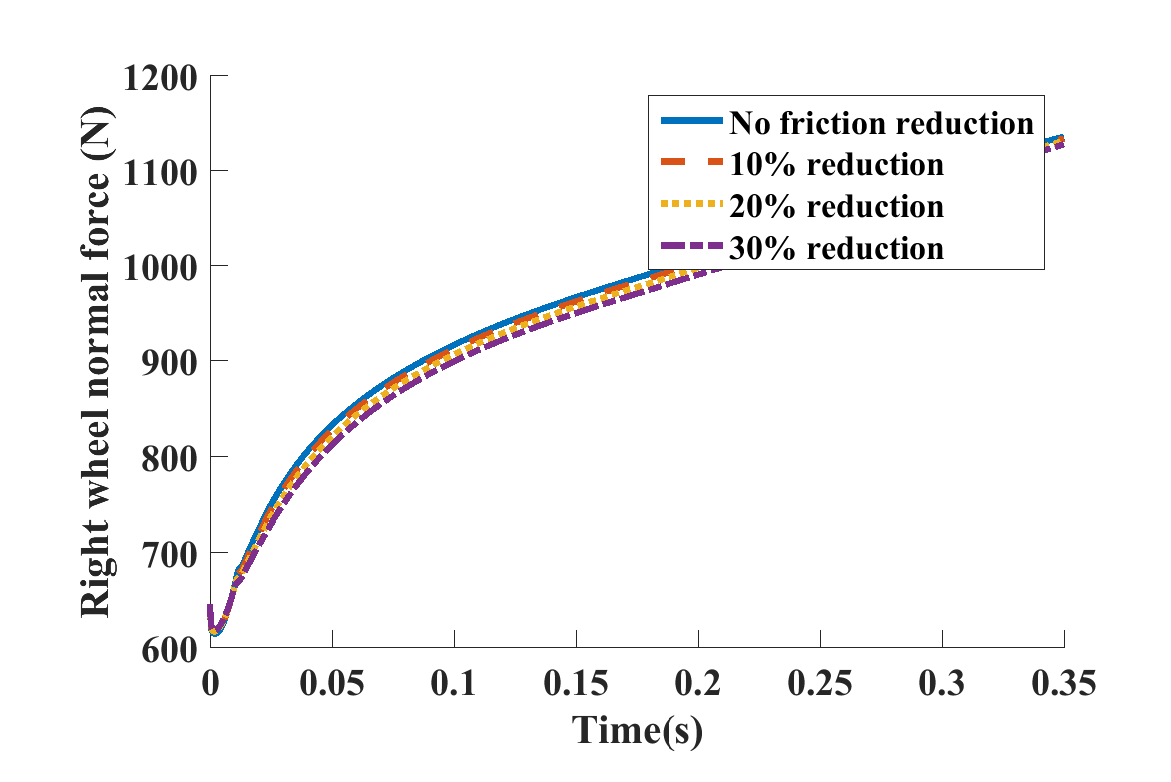 Right wheel normal force (N)
1200
1100
1000
900
800
700
600
No friction reduction
10% reduction
20% reduction
30% reduction
0 0.05 0.1 0.15 0.2 0.25 0.3 0.35
Time(s)